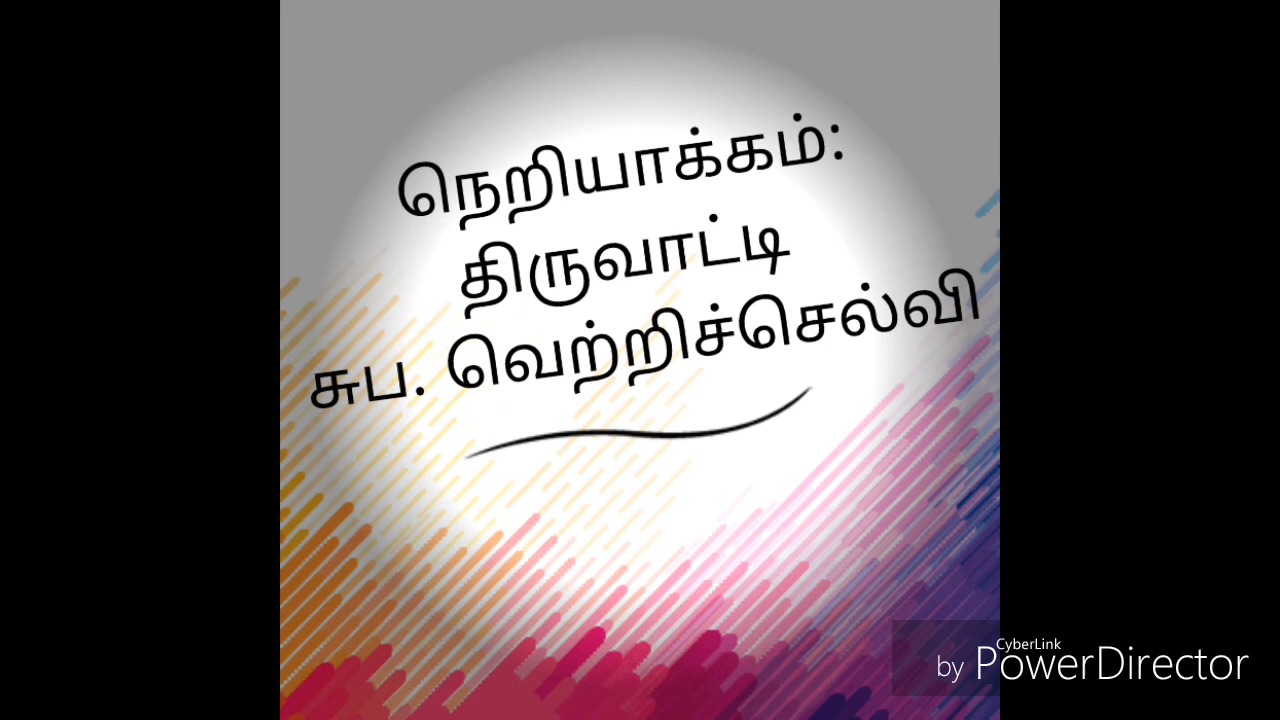 நெறியாக்கம்:
திருவாட்டி
சுப. வெற்றிச்செல்வி
CyberLink
by PowerDirector